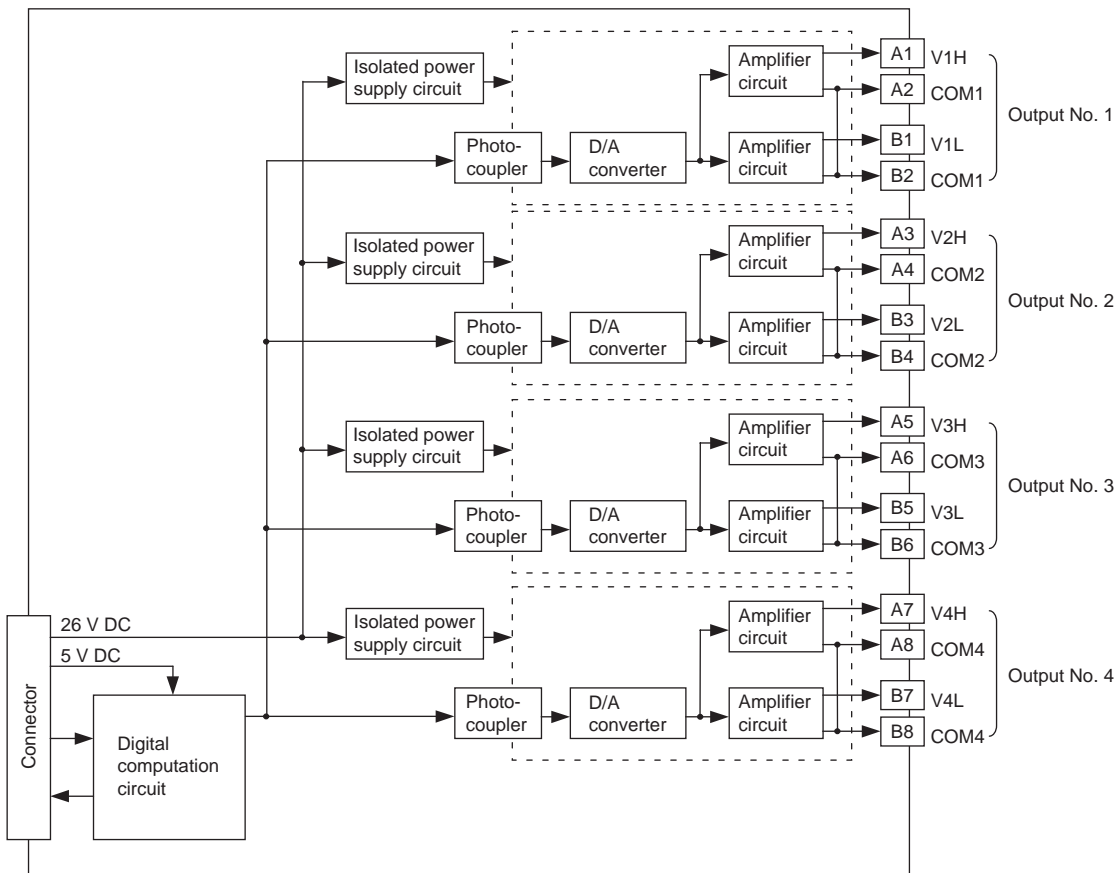 Isolated power
supply circuit
Amplifier
circuit
A1 V1H
A2 COM1
Photo-
coupler
D/A
converter
Amplifier
circuit
B1 V1L
B2 COM1
Output No. 1
Isolated power
supply circuit
Amplifier
circuit
A3 V2H
A4 COM2
Photo-
coupler
D/A
converter
Amplifier
circuit
B3 V2L
B4 COM2
Output No. 2
Isolated power
supply circuit
Amplifier
circuit
A5 V3H
A6 COM3
Photo-
coupler
D/A
converter
Amplifier
circuit
B5 V3L
B6 COM3
Output No. 3
Isolated power
supply circuit
Amplifier
circuit
A7 V4H
A8 COM4
Photo-
coupler
D/A
converter
Amplifier
circuit
B7 V4L
B8 COM4
Output No. 4
26 V DC
5 V DC
Connector
Digital
computation
circuit